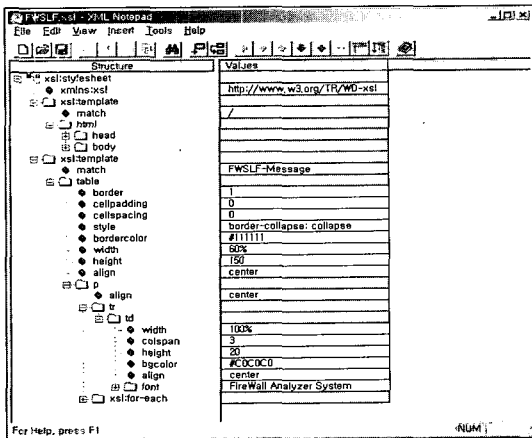 FWSLF.xsl - XML Notepad
File Edit View Insert Tools Help
Structure Values
xsl:stylesheet
xmlns:xsl http://www.w3.org/TR/WD-xsl
xsl:template
match /
html
head
body
xsl:template
match FWSLF-Message
table
border 1
cellpadding 0
cellspacing 0
style border-collapse: collapse
bordercolor #111111
width 60%
height 150
align center
p
align center
tr
td
width 100%
colspan 3
height 20
bgcolor #C0C0C0
align center
font FireWall Analyzer System
xsl:for-each
For Help, press F1 NUM